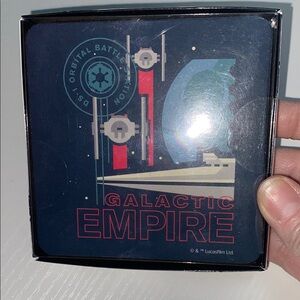 DS-1 ORBITAL BATTLE STATION
GALACTIC
EMPIRE
© & ™ Lucasfilm Ltd.